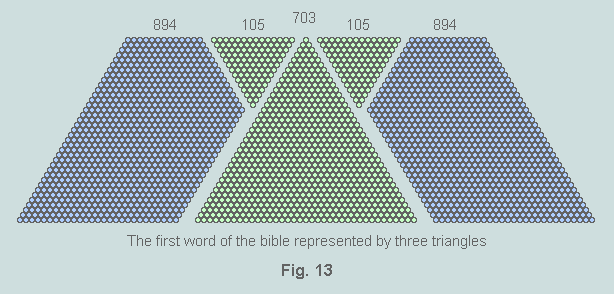 894 105 703 105 894
The first word of the bible represented by three triangles
Fig. 13